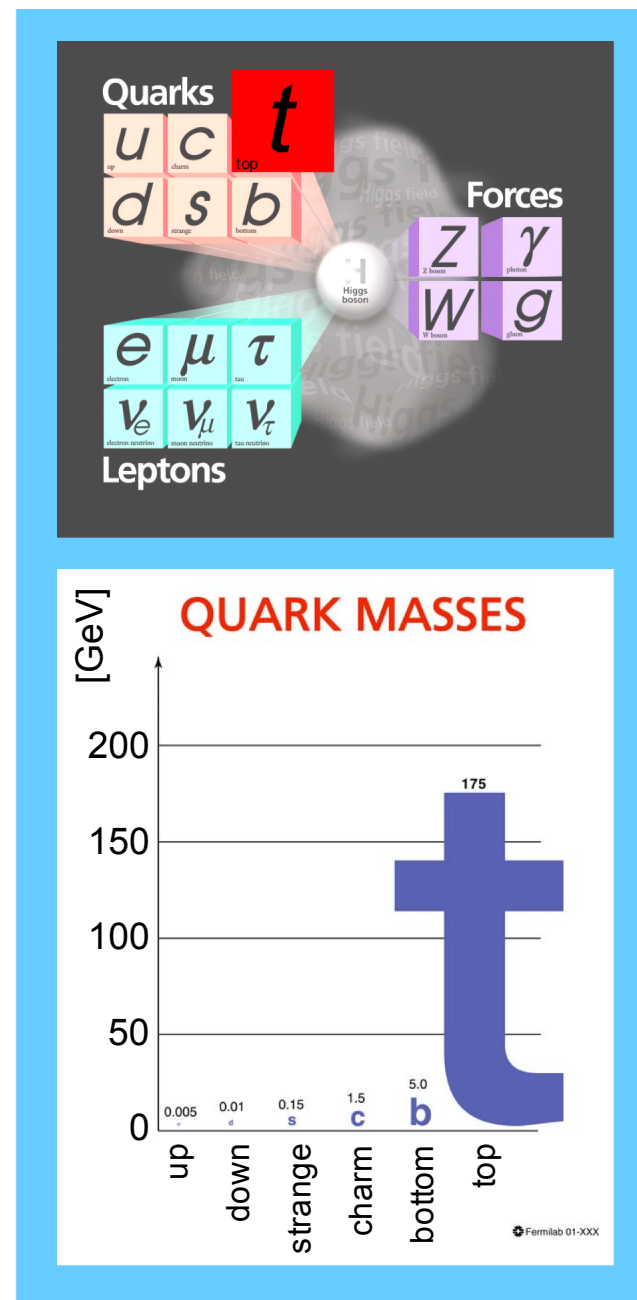 Quarks
t
top
u
up
c
charm
d
down
s
strange
b
bottom
Higgs field
H
Higgs
boson
Forces
Z
Z boson
γ
photon
W
W boson
g
gluon
e
electron
μ
muon
τ
tau
νe
electron neutrino
νμ
muon neutrino
ντ
tau neutrino
Leptons
QUARK MASSES
[GeV]
200
150
100
50
0
0.005
0.01
0.15
1.5
5.0
175
d
s
c
b
t
up
down
strange
charm
bottom
top
Fermilab 01-XXX